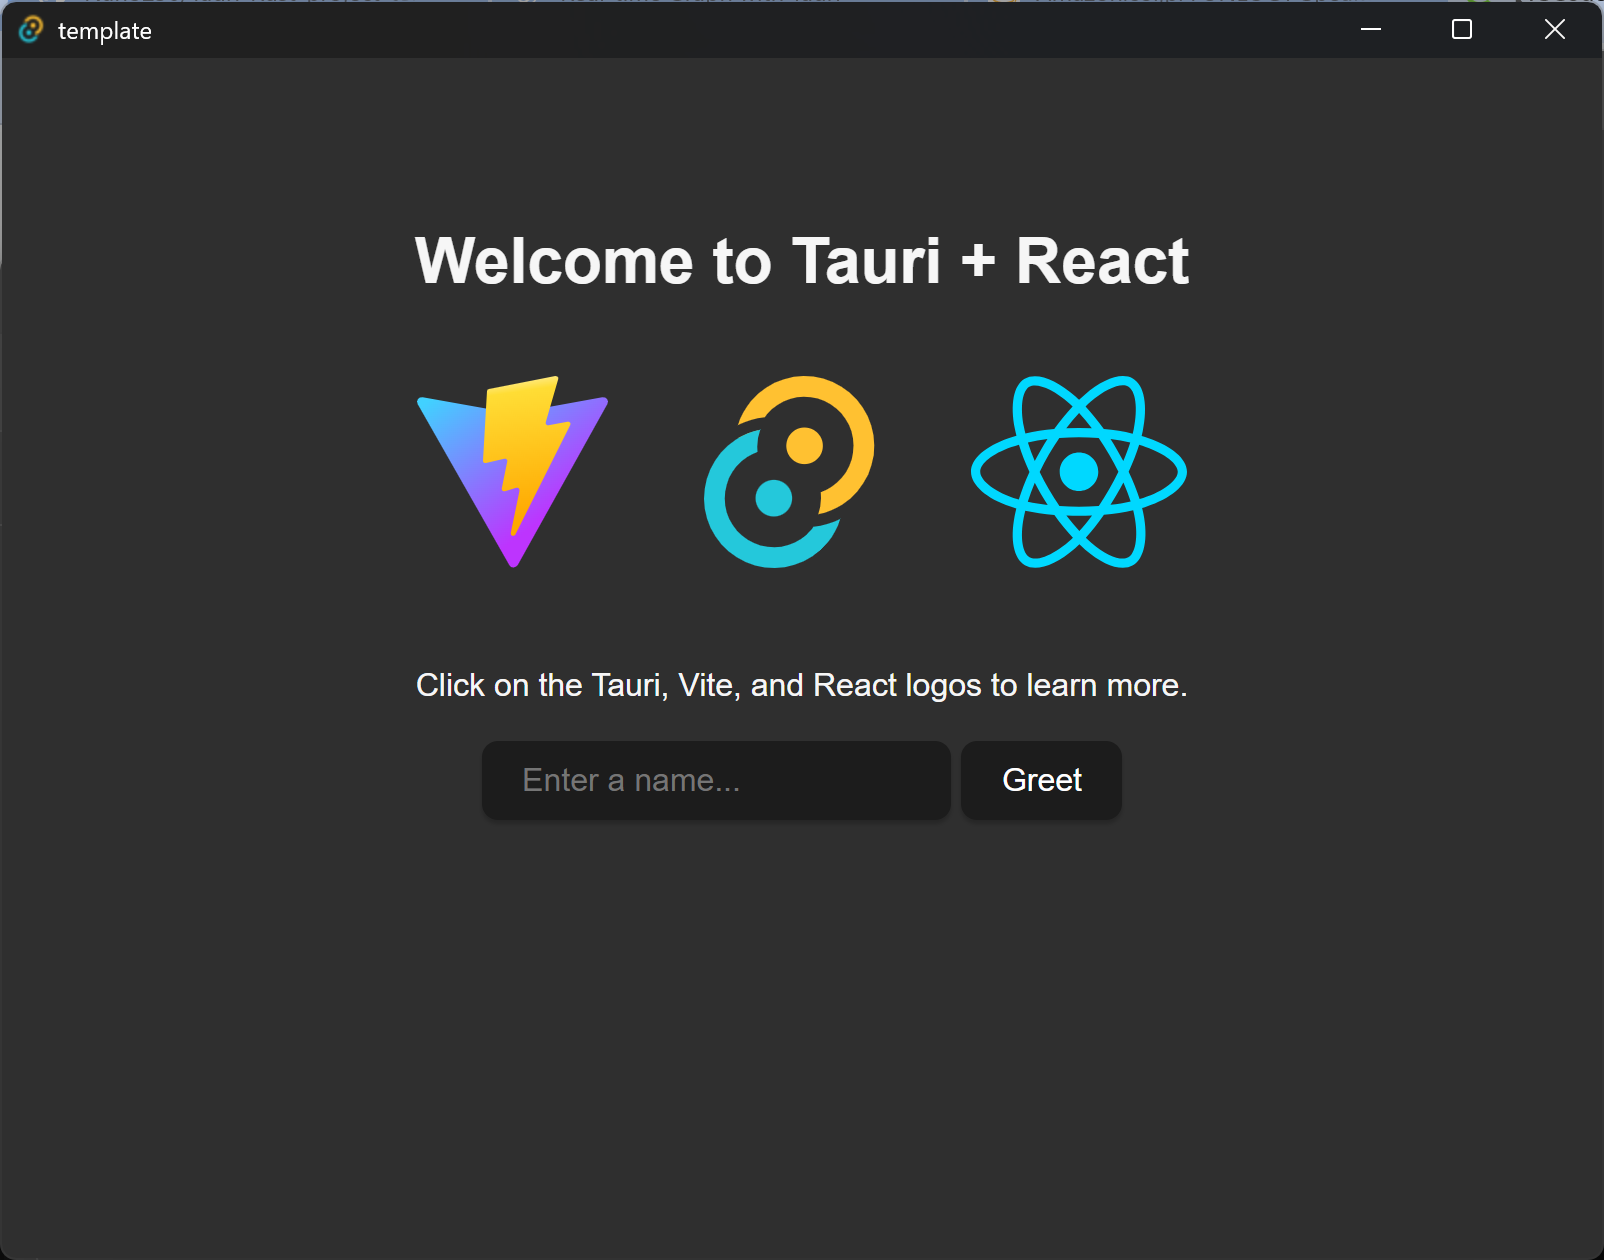 template
Welcome to Tauri + React
Click on the Tauri, Vite, and React logos to learn more.
Enter a name... Greet